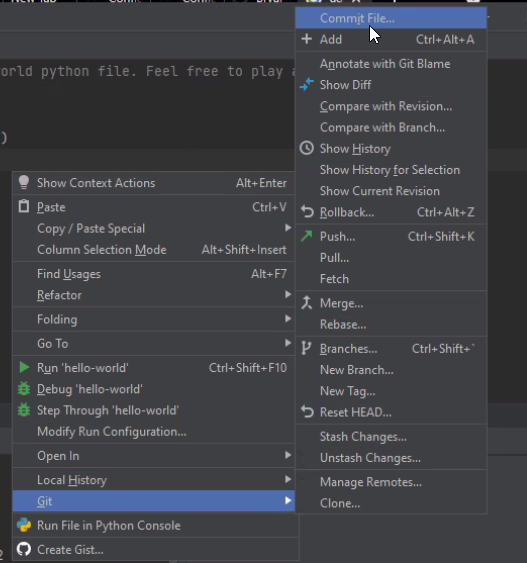 Commit File...
Add Ctrl+Alt+A
world python file. Feel free to play a
Annotate with Git Blame
Show Diff
Compare with Revision...
Compare with Branch...
)
Show History
Show History for Selection
Show Current Revision
Rollback... Ctrl+Alt+Z
Push... Ctrl+Shift+K
Pull...
Fetch
Merge...
Rebase...
Branches... Ctrl+Shift+`
New Branch...
New Tag...
Reset HEAD...
Stash Changes...
Unstash Changes...
Manage Remotes...
Clone...
Show Context Actions Alt+Enter
Paste Ctrl+V
Copy / Paste Special
Column Selection Mode Alt+Shift+Insert
Find Usages Alt+F7
Refactor
Folding
Go To
Run 'hello-world' Ctrl+Shift+F10
Debug 'hello-world'
Step Through 'hello-world'
Modify Run Configuration...
Open In
Local History
Git
Run File in Python Console
Create Gist...
2